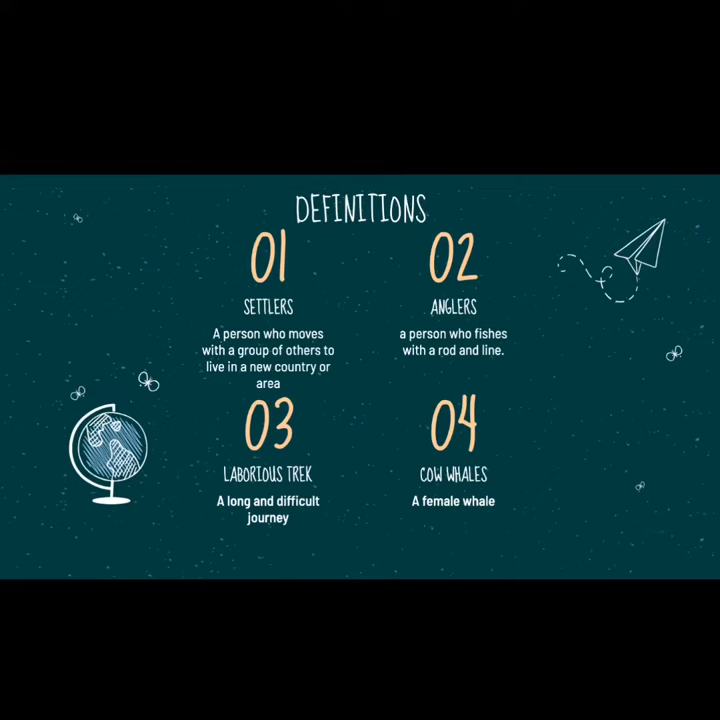 DEFINITIONS
01
SETTLERS
A person who moves
with a group of others to
live in a new country or
area
02
ANGLERS
a person who fishes
with a rod and line.
03
LABORIOUS TREK
A long and difficult
journey
04
COW WHALES
A female whale